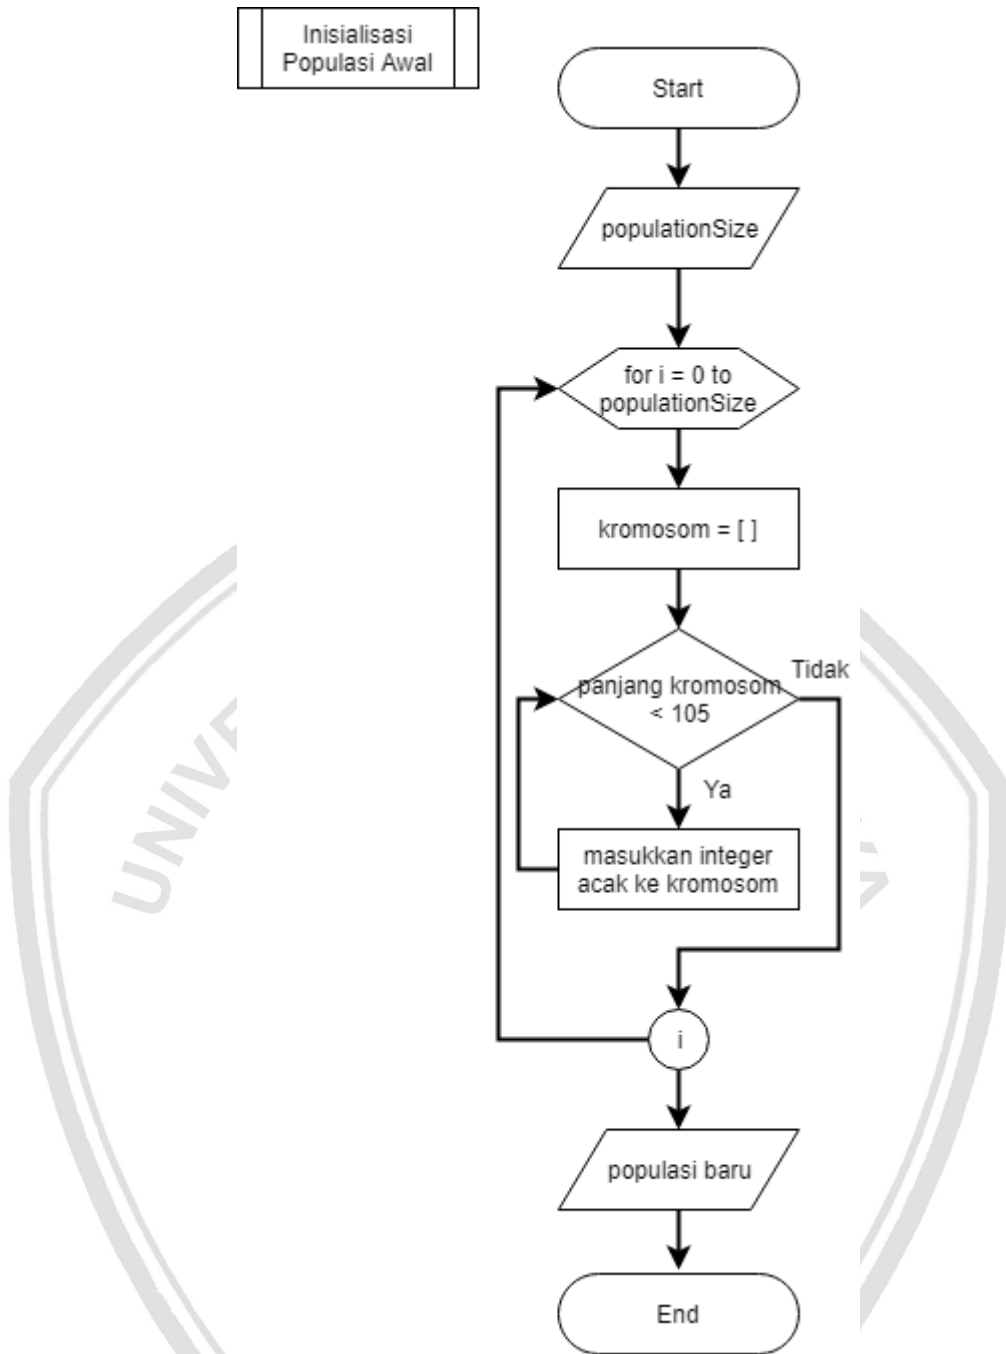 Inisialisasi
Populasi Awal
Start
populationSize
for i = 0 to
populationSize
kromosom = [ ]
panjang kromosom
< 105
Tidak
Ya
masukkan integer
acak ke kromosom
i
populasi baru
End